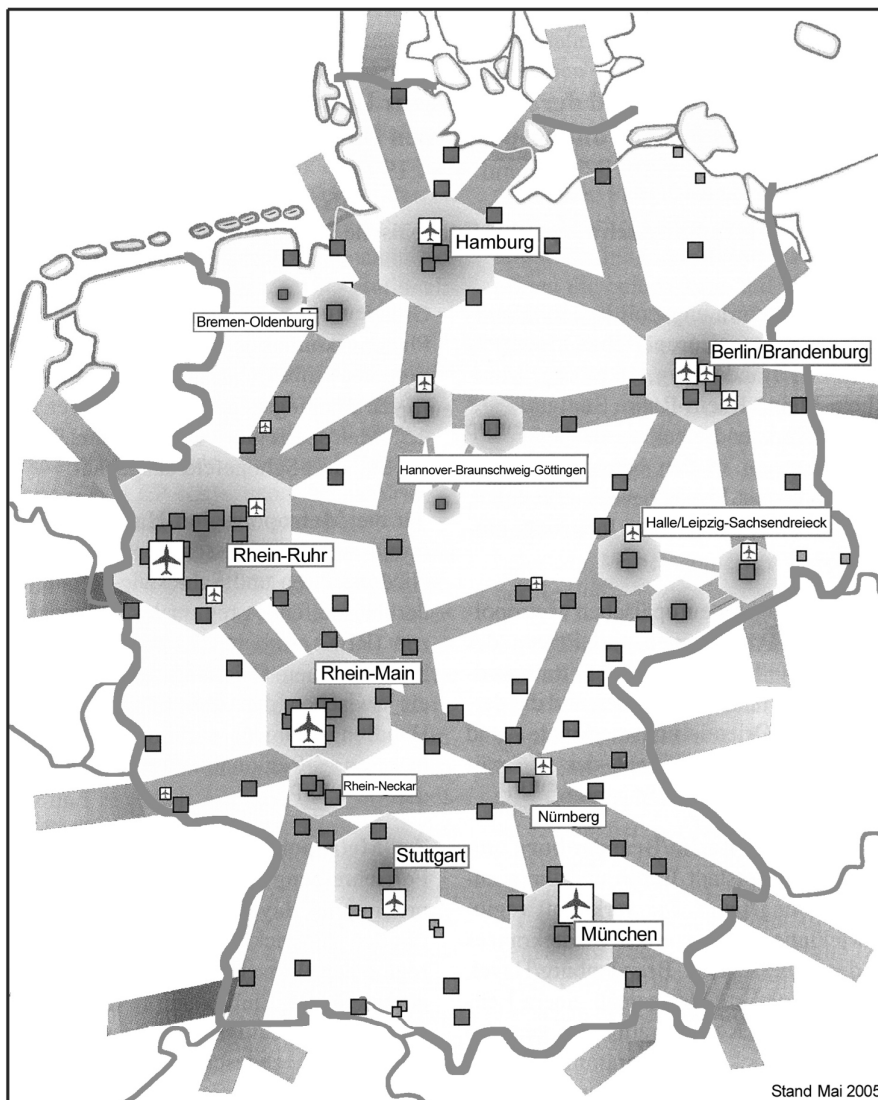 Hamburg
Bremen-Oldenburg
Berlin/Brandenburg
Hannover-Braunschweig-Göttingen
Halle/Leipzig-Sachsendreieck
Rhein-Ruhr
Rhein-Main
Rhein-Neckar
Nürnberg
Stuttgart
München
Stand Mai 2005